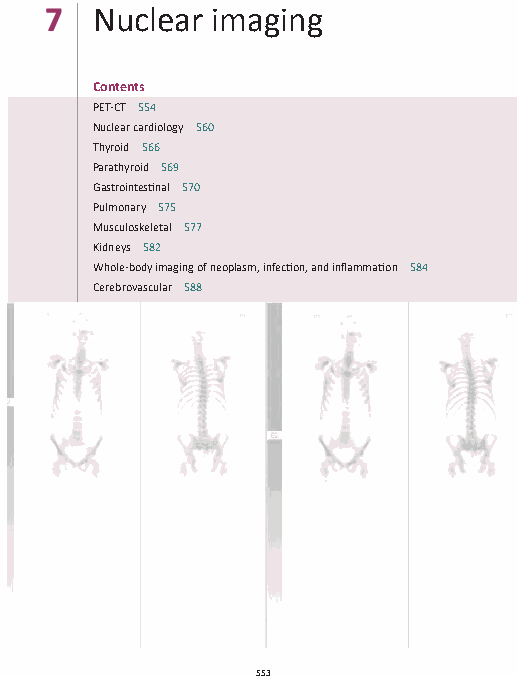 7 Nuclear imaging
Contents
PET-CT 554
Nuclear cardiology 560
Thyroid 566
Parathyroid 569
Gastrointestinal 570
Pulmonary 575
Musculoskeletal 577
Kidneys 582
Whole-body imaging of neoplasm, infection, and inflammation 584
Cerebrovascular 588
553